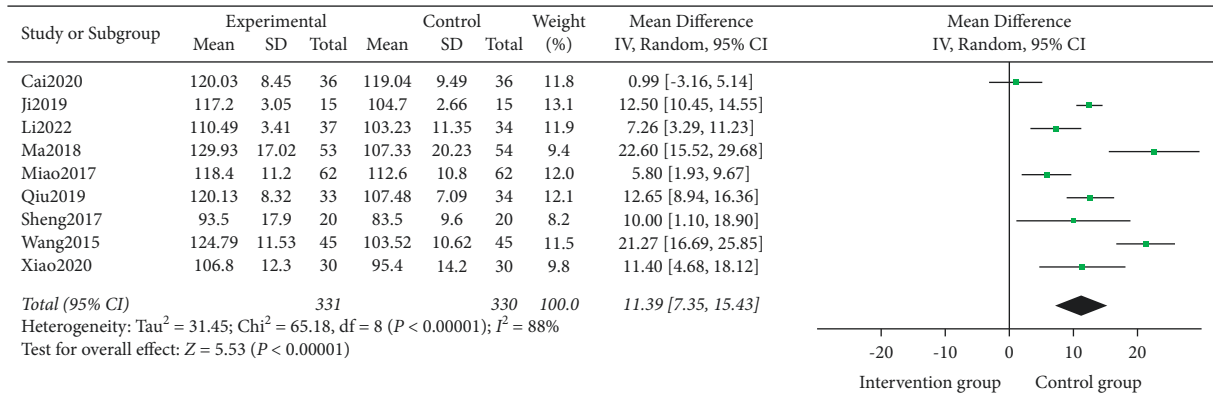 Study or Subgroup Experimental Control Weight (%) Mean Difference IV, Random, 95% CI Mean Difference IV, Random, 95% CI
Mean SD Total Mean SD Total
Cai2020 120.03 8.45 36 119.04 9.49 36 11.8 0.99 [-3.16, 5.14]
Ji2019 117.2 3.05 15 104.7 2.66 15 13.1 12.50 [10.45, 14.55]
Li2022 110.49 3.41 37 103.23 11.35 34 11.9 7.26 [3.29, 11.23]
Ma2018 129.93 17.02 53 107.33 20.23 54 9.4 22.60 [15.52, 29.68]
Miao2017 118.4 11.2 62 112.6 10.8 62 12.0 5.80 [1.93, 9.67]
Qiu2019 120.13 8.32 33 107.48 7.09 34 12.1 12.65 [8.94, 16.36]
Sheng2017 93.5 17.9 20 83.5 9.6 20 8.2 10.00 [1.10, 18.90]
Wang2015 124.79 11.53 45 103.52 10.62 45 11.5 21.27 [16.69, 25.85]
Xiao2020 106.8 12.3 30 95.4 14.2 30 9.8 11.40 [4.68, 18.12]
Total (95% CI) 331 330 100.0 11.39 [7.35, 15.43]
Heterogeneity: Tau² = 31.45; Chi² = 65.18, df = 8 (P < 0.00001); I² = 88%
Test for overall effect: Z = 5.53 (P < 0.00001)
-20 -10 0 10 20
Intervention group Control group